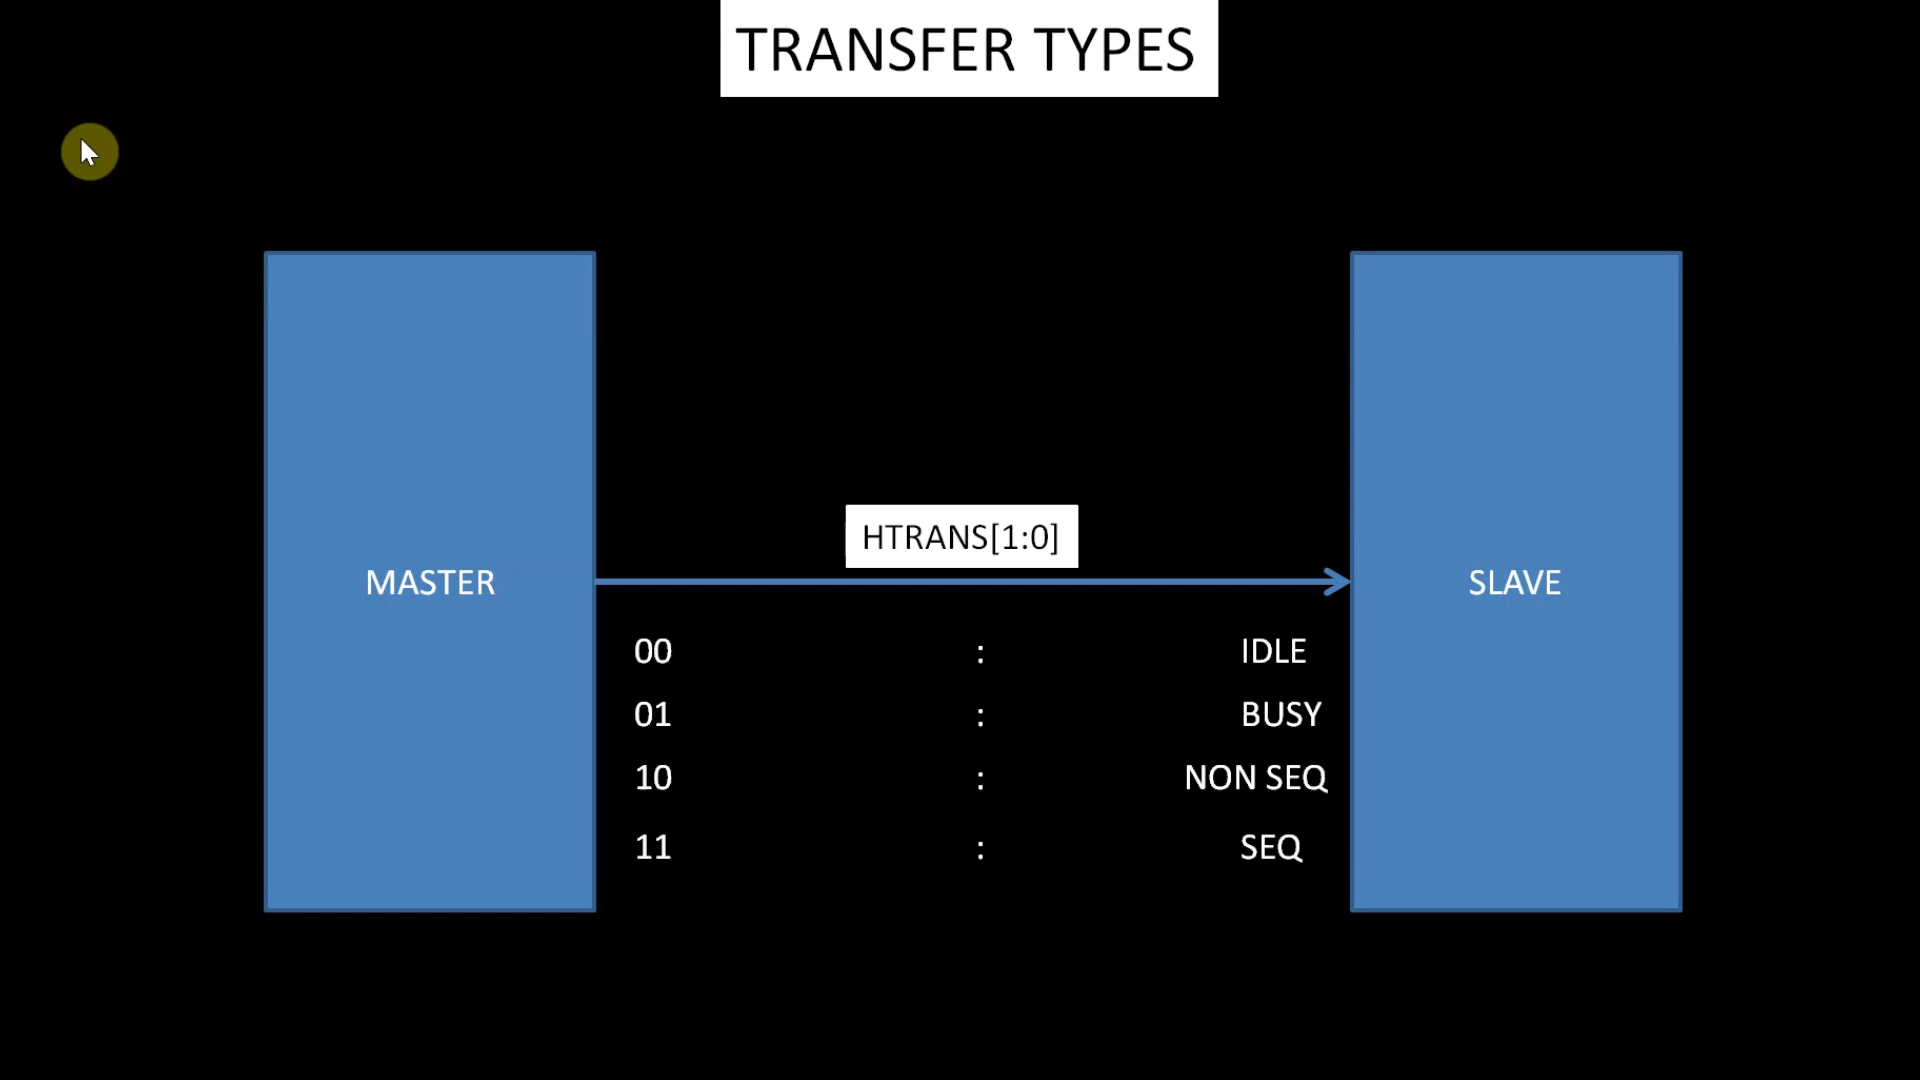 TRANSFER TYPES
HTRANS[1:0]
MASTER
SLAVE
00 : IDLE
01 : BUSY
10 : NON SEQ
11 : SEQ